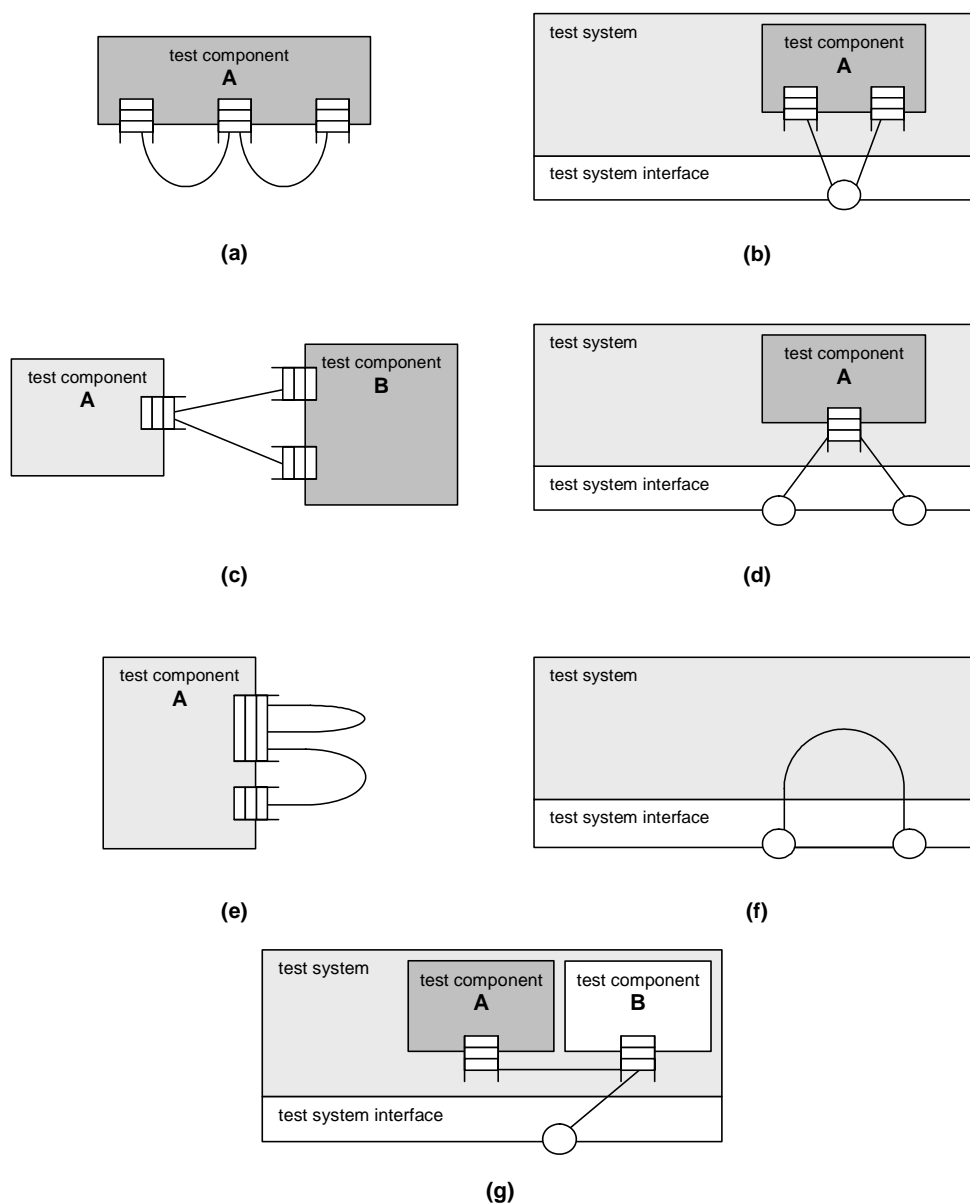 test component
A
(a)
test system
test component
A
test system interface
(b)
test component
A
test component
B
(c)
test system
test component
A
test system interface
(d)
test component
A
(e)
test system
test system interface
(f)
test system
test component
A
test component
B
test system interface
(g)